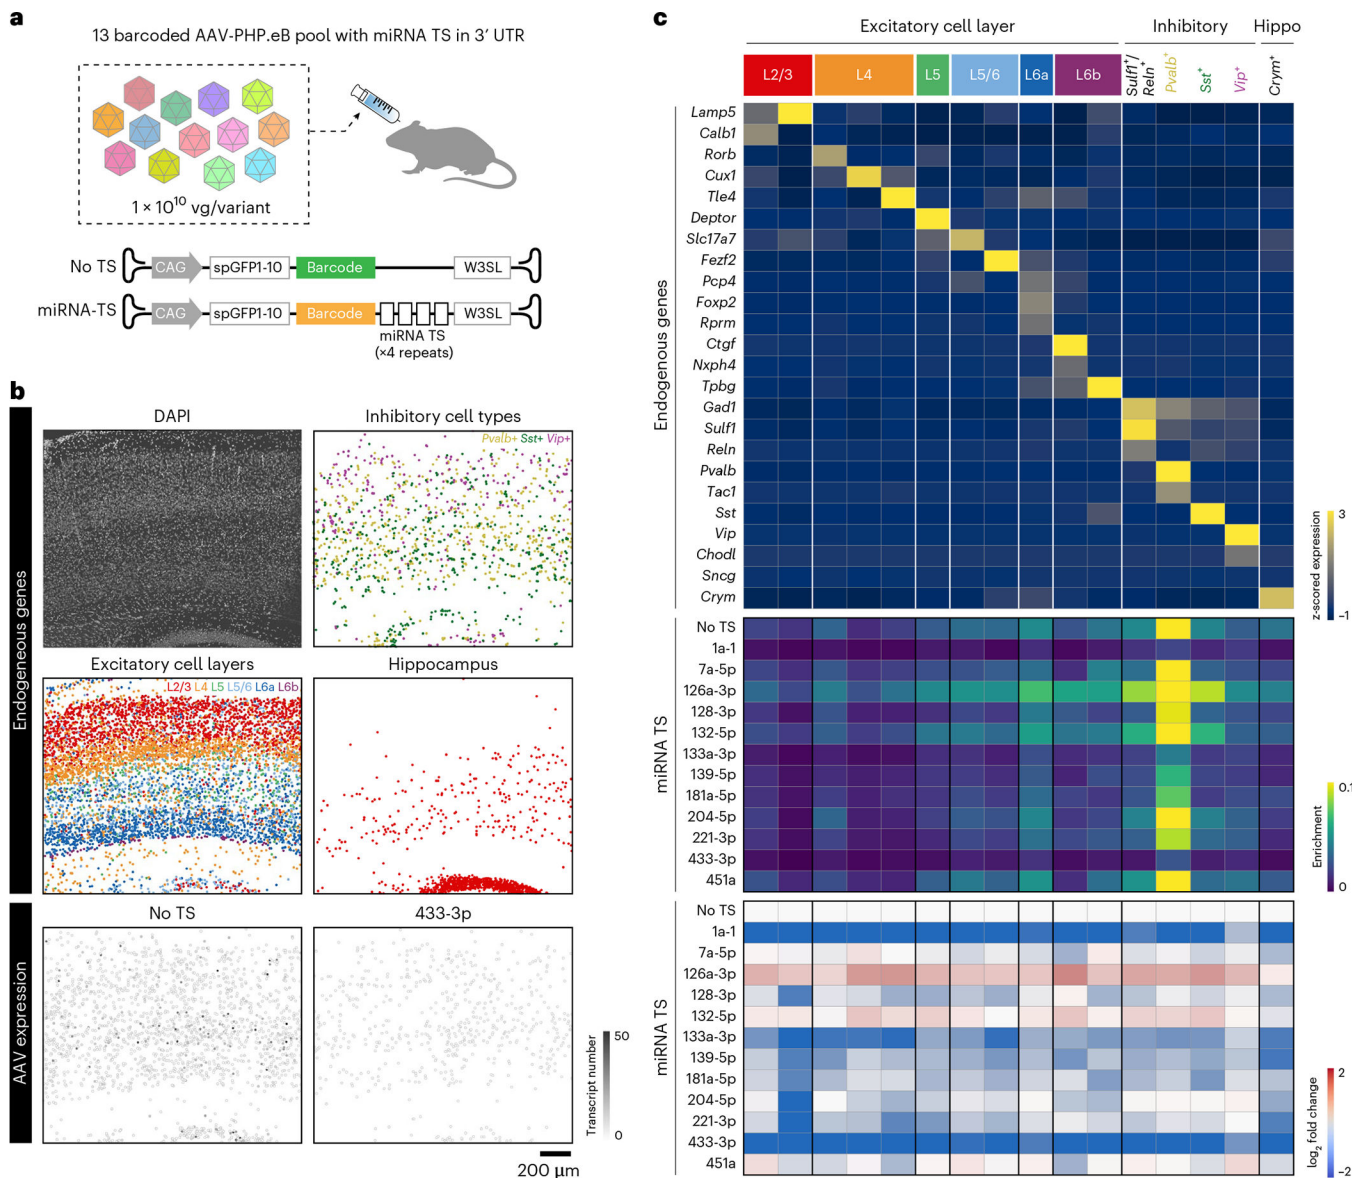 a
13 barcoded AAV-PHP.eB pool with miRNA TS in 3′ UTR
1 × 10¹⁰ vg/variant
No TS
CAG
spGFP1-10
Barcode
W3SL
miRNA-TS
CAG
spGFP1-10
Barcode
W3SL
miRNA TS
(×4 repeats)
b
Endogeneous genes
DAPI
Inhibitory cell types
Pvalb+ Sst+ Vip+
Excitatory cell layers
L2/3 L4 L5 L5/6 L6a L6b
Hippocampus
AAV expression
No TS
433-3p
Transcript number
50
0
200 µm
c
Excitatory cell layer
Inhibitory
Hippo
L2/3
L4
L5
L5/6
L6a
L6b
Sulf1⁺/
Reln⁺
Pvalb⁺
Sst⁺
Vip⁺
Crym⁺
Endogenous genes
Lamp5
Calb1
Rorb
Cux1
Tle4
Deptor
Slc17a7
Fezf2
Pcp4
Foxp2
Rprm
Ctgf
Nxph4
Tpbg
Gad1
Sulf1
Reln
Pvalb
Tac1
Sst
Vip
Chodl
Sncg
Crym
z-scored expression
3
−1
miRNA TS
No TS
1a-1
7a-5p
126a-3p
128-3p
132-5p
133a-3p
139-5p
181a-5p
204-5p
221-3p
433-3p
451a
Enrichment
0.1
0
miRNA TS
No TS
1a-1
7a-5p
126a-3p
128-3p
132-5p
133a-3p
139-5p
181a-5p
204-5p
221-3p
433-3p
451a
log₂ fold change
2
−2